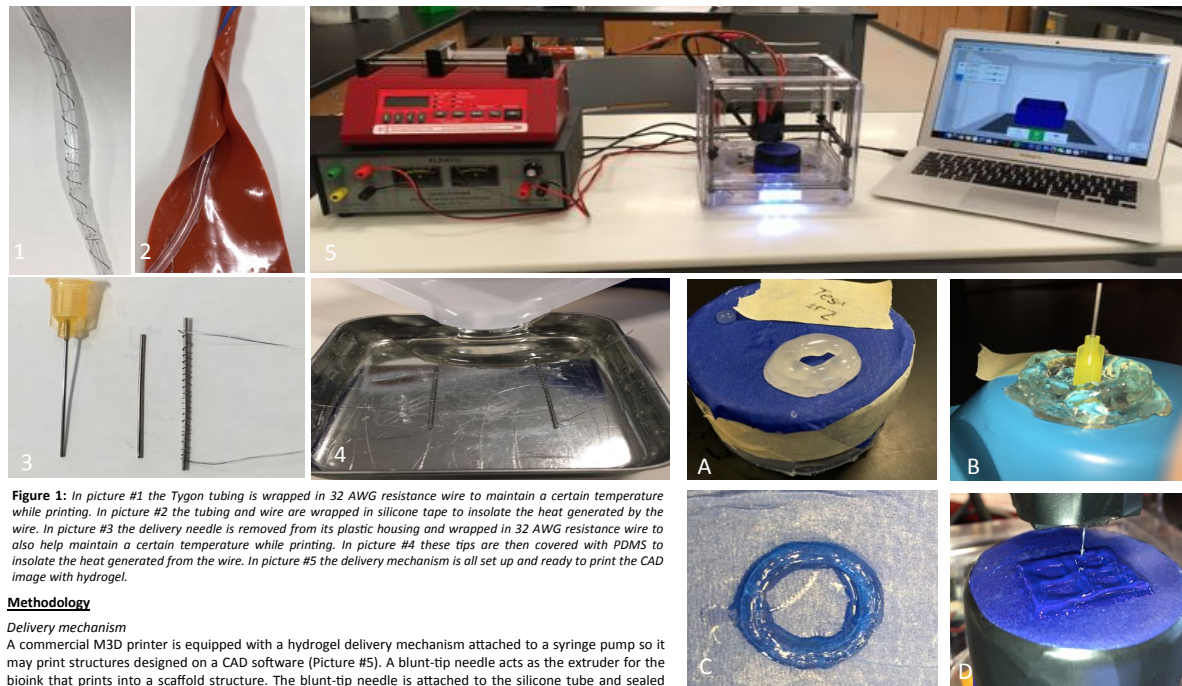 1
2
5
3
4
Test
#2
A
B
C
D
Figure 1: In picture #1 the Tygon tubing is wrapped in 32 AWG resistance wire to maintain a certain temperature
while printing. In picture #2 the tubing and wire are wrapped in silicone tape to insolate the heat generated by the
wire. In picture #3 the delivery needle is removed from its plastic housing and wrapped in 32 AWG resistance wire to
also help maintain a certain temperature while printing. In picture #4 these tips are then covered with PDMS to
insolate the heat generated from the wire. In picture #5 the delivery mechanism is all set up and ready to print the CAD
image with hydrogel.
Methodology
Delivery mechanism
A commercial M3D printer is equipped with a hydrogel delivery mechanism attached to a syringe pump so it
may print structures designed on a CAD software (Picture #5). A blunt-tip needle acts as the extruder for the
bioink that prints into a scaffold structure. The blunt-tip needle is attached to the silicone tube and sealed